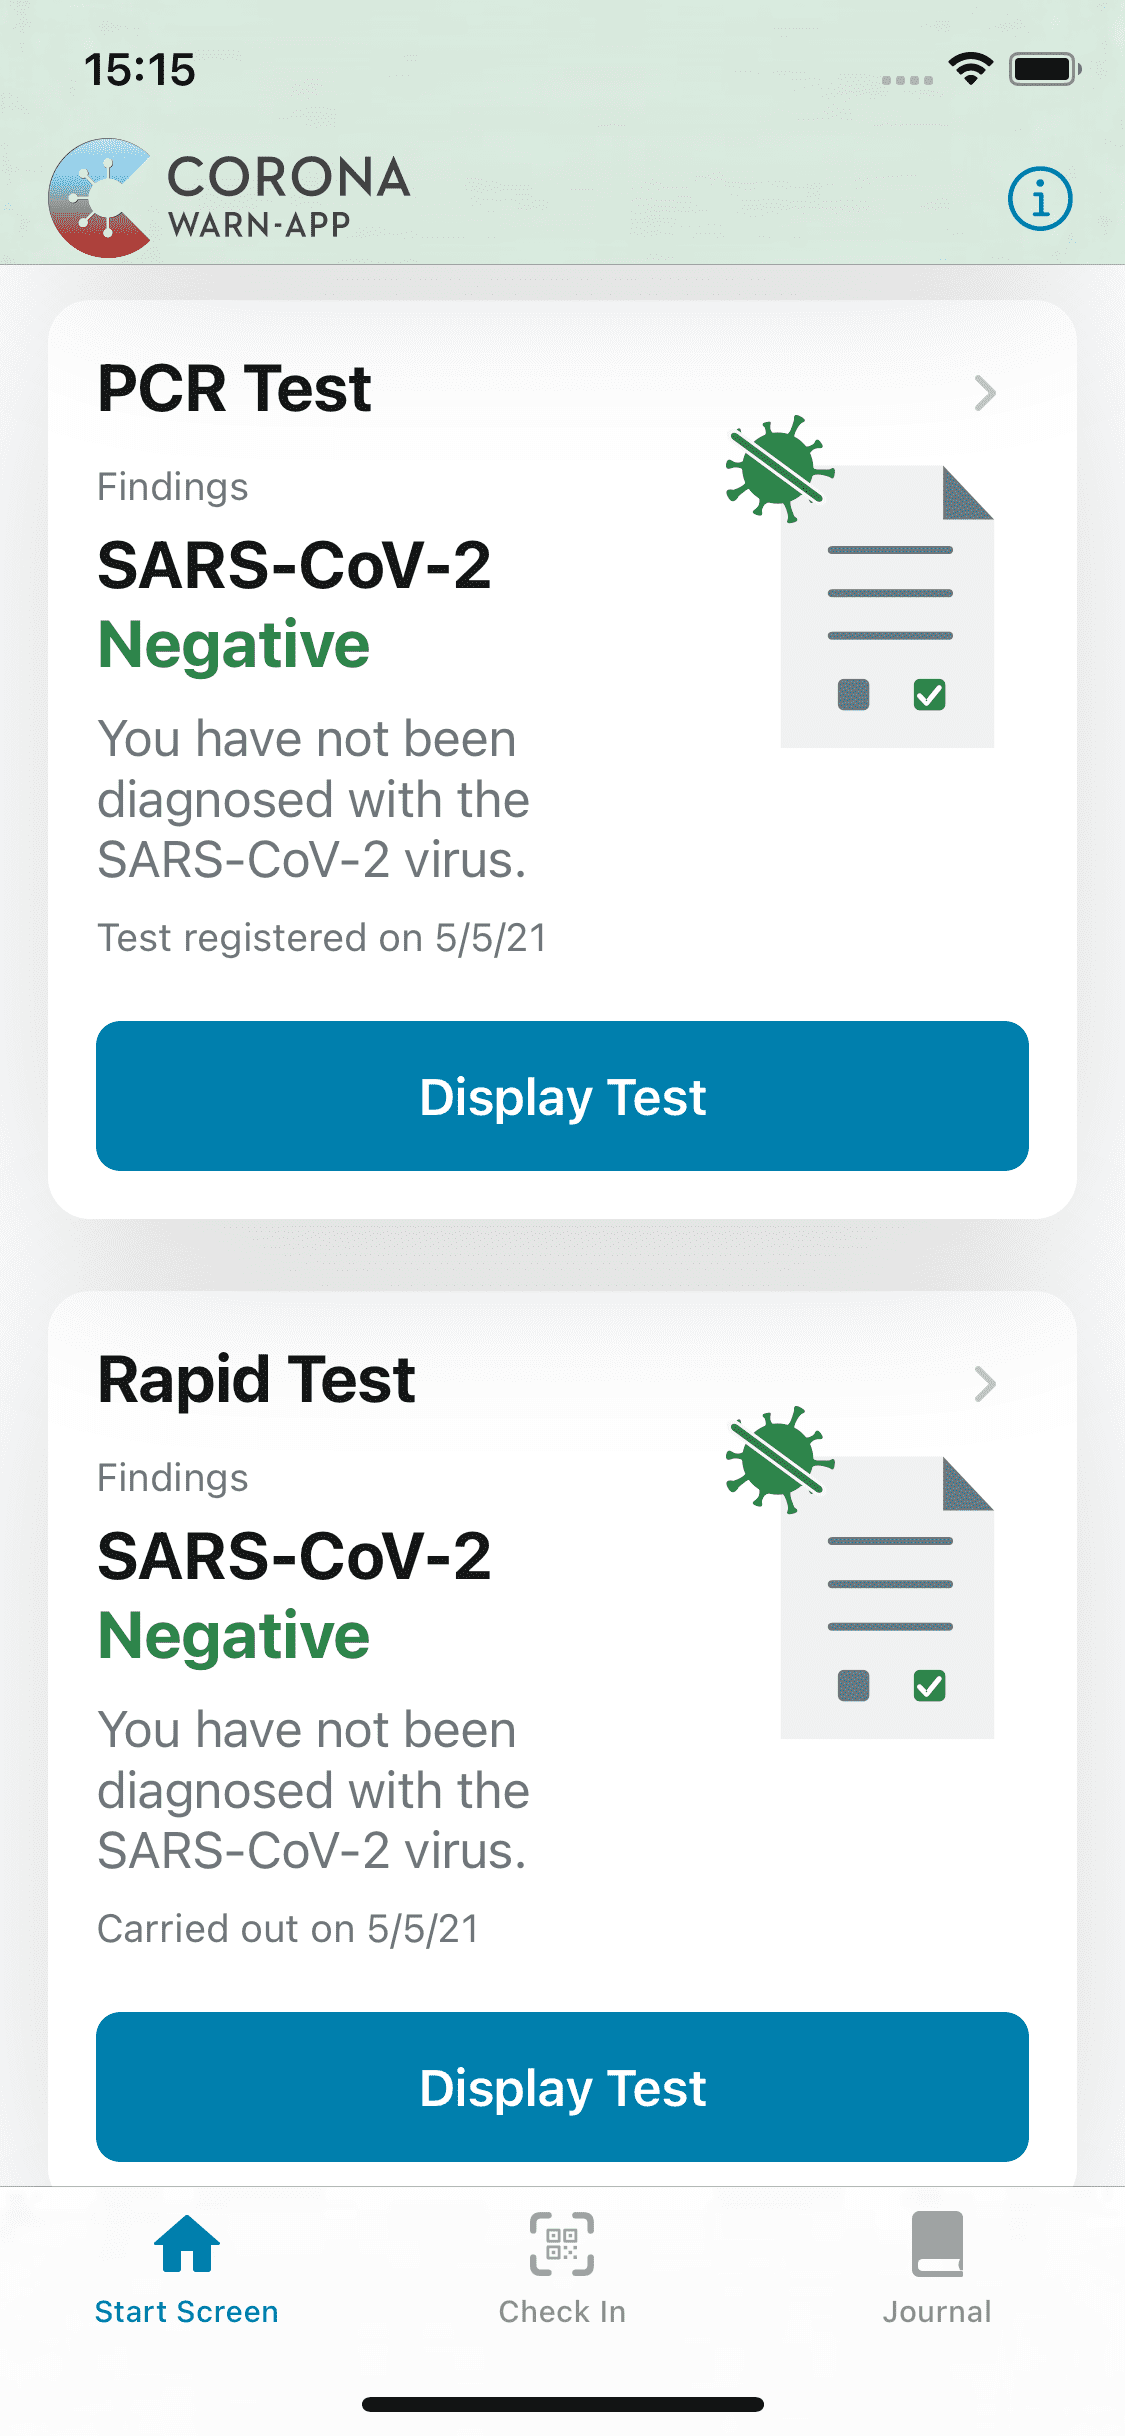 15:15
CORONA
WARN-APP
PCR Test
Findings
SARS-CoV-2
Negative
You have not been
diagnosed with the
SARS-CoV-2 virus.
Test registered on 5/5/21
Display Test
Rapid Test
Findings
SARS-CoV-2
Negative
You have not been
diagnosed with the
SARS-CoV-2 virus.
Carried out on 5/5/21
Display Test
Start Screen
Check In
Journal